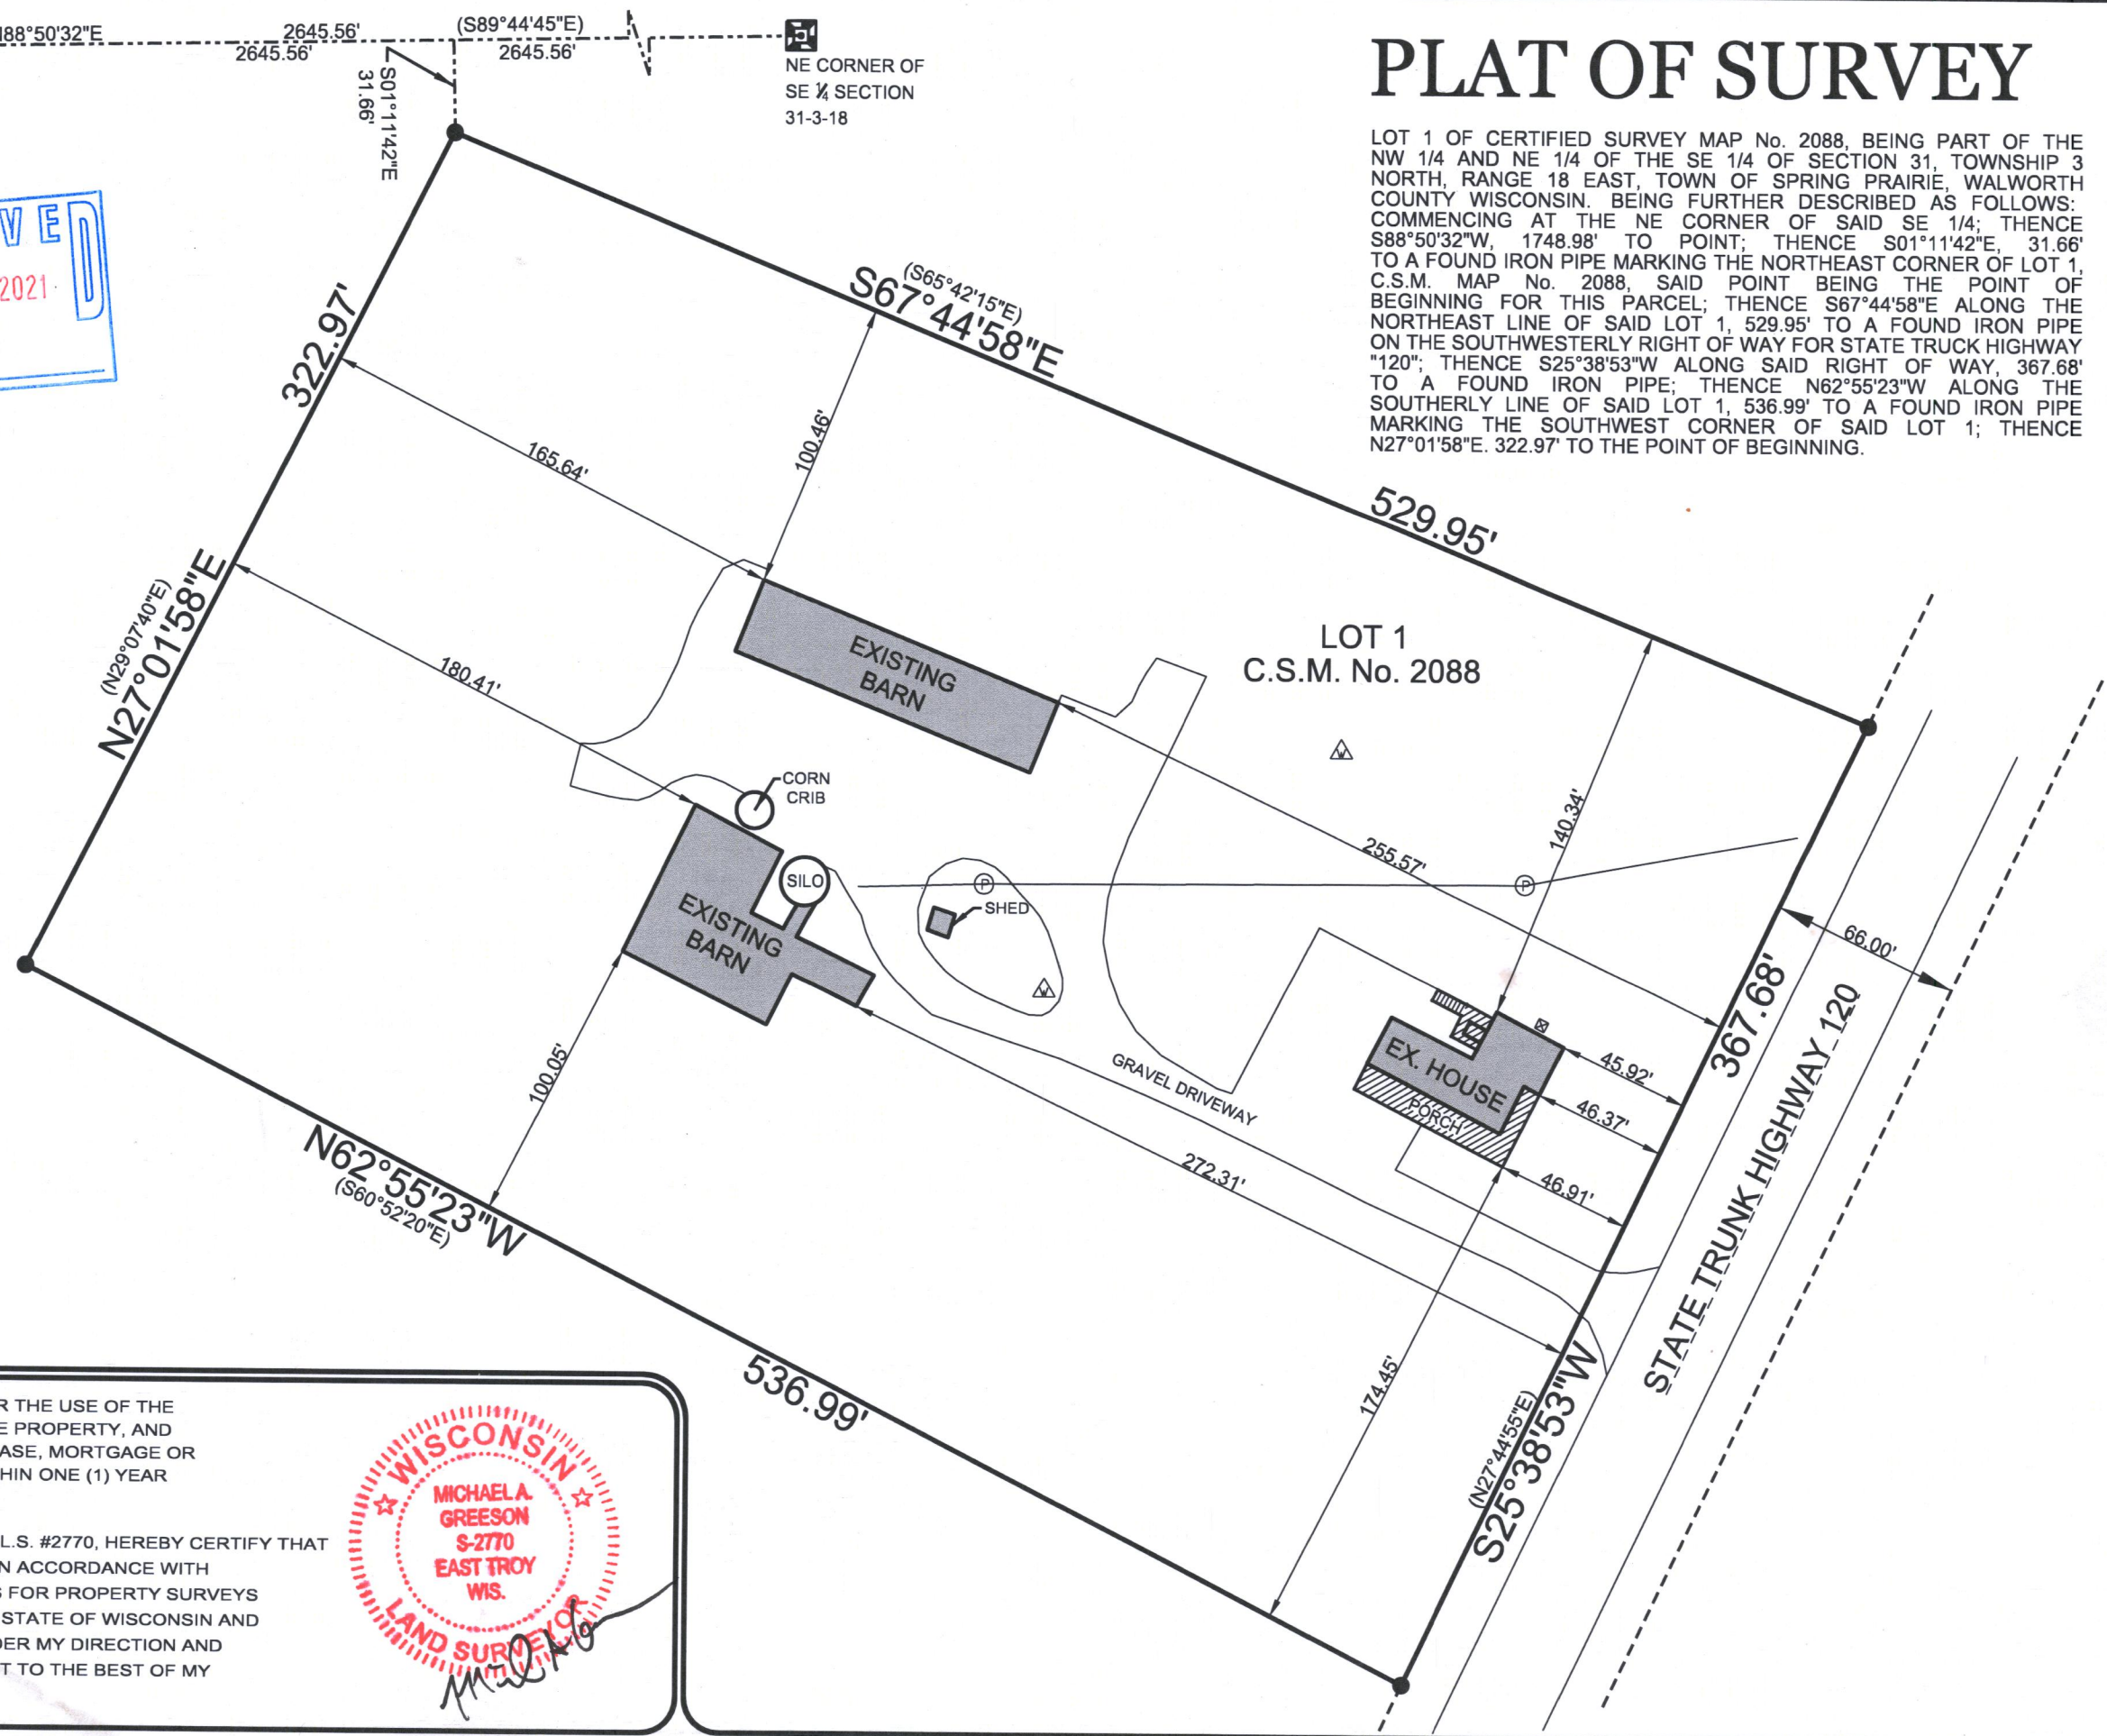 88°50'32"E
2645.56'
2645.56'
(S89°44'45"E)
2645.56'
S01°11'42"E
31.66'
NE CORNER OF
SE 1/4 SECTION
31-3-18
PLAT OF SURVEY
LOT 1 OF CERTIFIED SURVEY MAP No. 2088, BEING PART OF THE
NW 1/4 AND NE 1/4 OF THE SE 1/4 OF SECTION 31, TOWNSHIP 3
NORTH, RANGE 18 EAST, TOWN OF SPRING PRAIRIE, WALWORTH
COUNTY WISCONSIN. BEING FURTHER DESCRIBED AS FOLLOWS:
COMMENCING AT THE NE CORNER OF SAID SE 1/4; THENCE
S88°50'32"W, 1748.98' TO POINT; THENCE S01°11'42"E, 31.66'
TO A FOUND IRON PIPE MARKING THE NORTHEAST CORNER OF LOT 1,
C.S.M. MAP No. 2088, SAID POINT BEING THE POINT OF
BEGINNING FOR THIS PARCEL; THENCE S67°44'58"E ALONG THE
NORTHEAST LINE OF SAID LOT 1, 529.95' TO A FOUND IRON PIPE
ON THE SOUTHWESTERLY RIGHT OF WAY FOR STATE TRUCK HIGHWAY
"120"; THENCE S25°38'53"W ALONG SAID RIGHT OF WAY, 367.68'
TO A FOUND IRON PIPE; THENCE N62°55'23"W ALONG THE
SOUTHERLY LINE OF SAID LOT 1, 536.99' TO A FOUND IRON PIPE
MARKING THE SOUTHWEST CORNER OF SAID LOT 1; THENCE
N27°01'58"E. 322.97' TO THE POINT OF BEGINNING.
VED
2021
322.97'
(S65°42'15"E)
S67°44'58"E
100.46'
165.64'
529.95'
(N29°07'40"E)
N27°01'58"E
180.41'
EXISTING
BARN
LOT 1
C.S.M. No. 2088
W
CORN
CRIB
140.34'
255.57'
SILO
P
P
SHED
EXISTING
BARN
W
66.00'
367.68'
STATE TRUNK HIGHWAY 120
100.05'
GRAVEL DRIVEWAY
EX. HOUSE
PORCH
45.92'
46.37'
46.91'
272.31'
N62°55'23"W
(S60°52'20"E)
536.99'
174.45'
(N27°44'55"E)
S25°38'53"W
R THE USE OF THE
E PROPERTY, AND
ASE, MORTGAGE OR
HIN ONE (1) YEAR
L.S. #2770, HEREBY CERTIFY THAT
N ACCORDANCE WITH
S FOR PROPERTY SURVEYS
STATE OF WISCONSIN AND
DER MY DIRECTION AND
T TO THE BEST OF MY
WISCONSIN
MICHAEL A.
GREESON
S-2770
EAST TROY
WIS.
LAND SURVEYOR